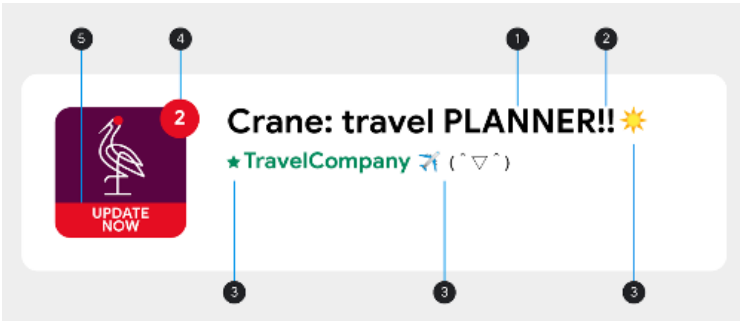 5 4 1 2
2
Crane: travel PLANNER!!☀️
★TravelCompany ✈️ (ˆ▽ˆ)
UPDATE
NOW
3 3 3